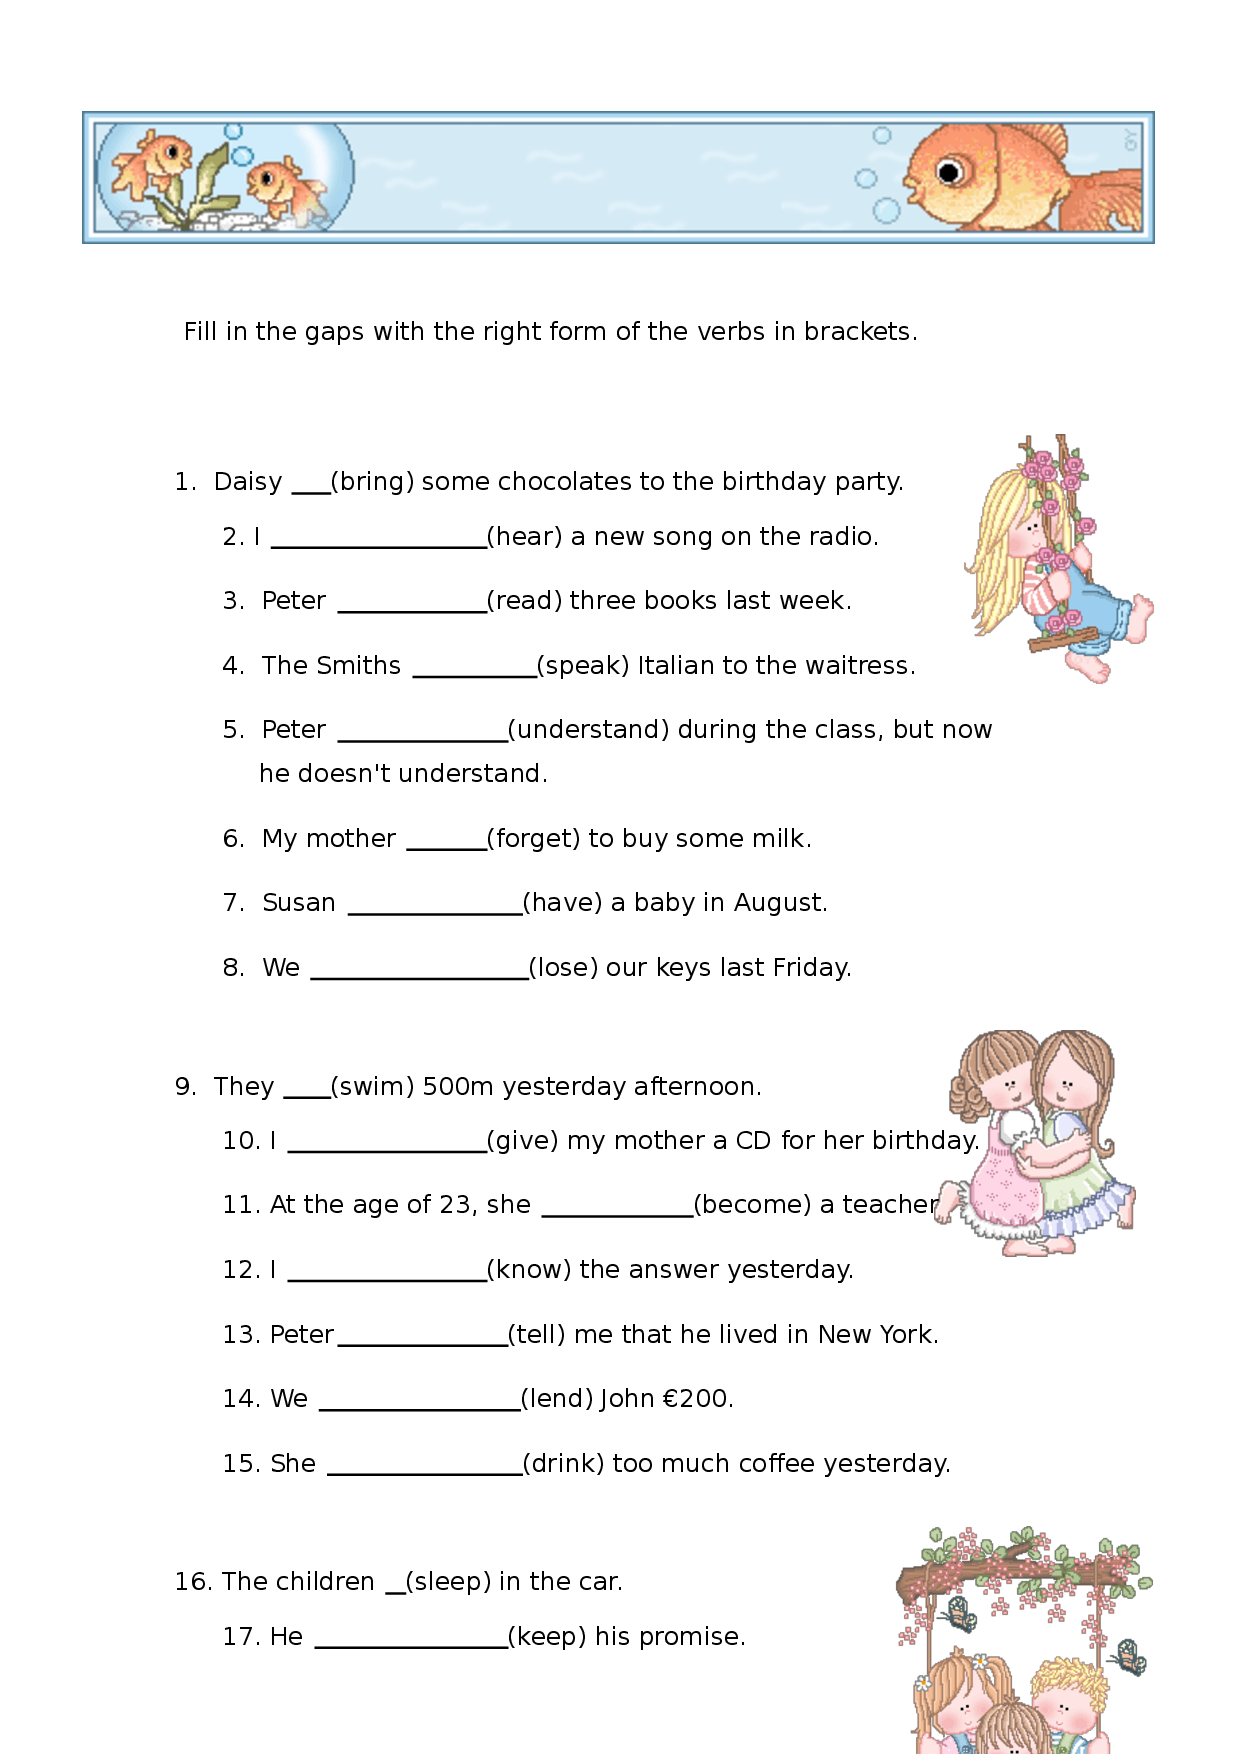 Fill in the gaps with the right form of the verbs in brackets.
1. Daisy ___(bring) some chocolates to the birthday party.
2. I _________________(hear) a new song on the radio.
3. Peter ____________(read) three books last week.
4. The Smiths __________(speak) Italian to the waitress.
5. Peter _____________(understand) during the class, but now
he doesn't understand.
6. My mother ______(forget) to buy some milk.
7. Susan ______________(have) a baby in August.
8. We _________________(lose) our keys last Friday.
9. They ____(swim) 500m yesterday afternoon.
10. I ________________(give) my mother a CD for her birthday.
11. At the age of 23, she ____________(become) a teacher
12. I ________________(know) the answer yesterday.
13. Peter_____________(tell) me that he lived in New York.
14. We ________________(lend) John €200.
15. She _______________(drink) too much coffee yesterday.
16. The children __(sleep) in the car.
17. He _______________(keep) his promise.